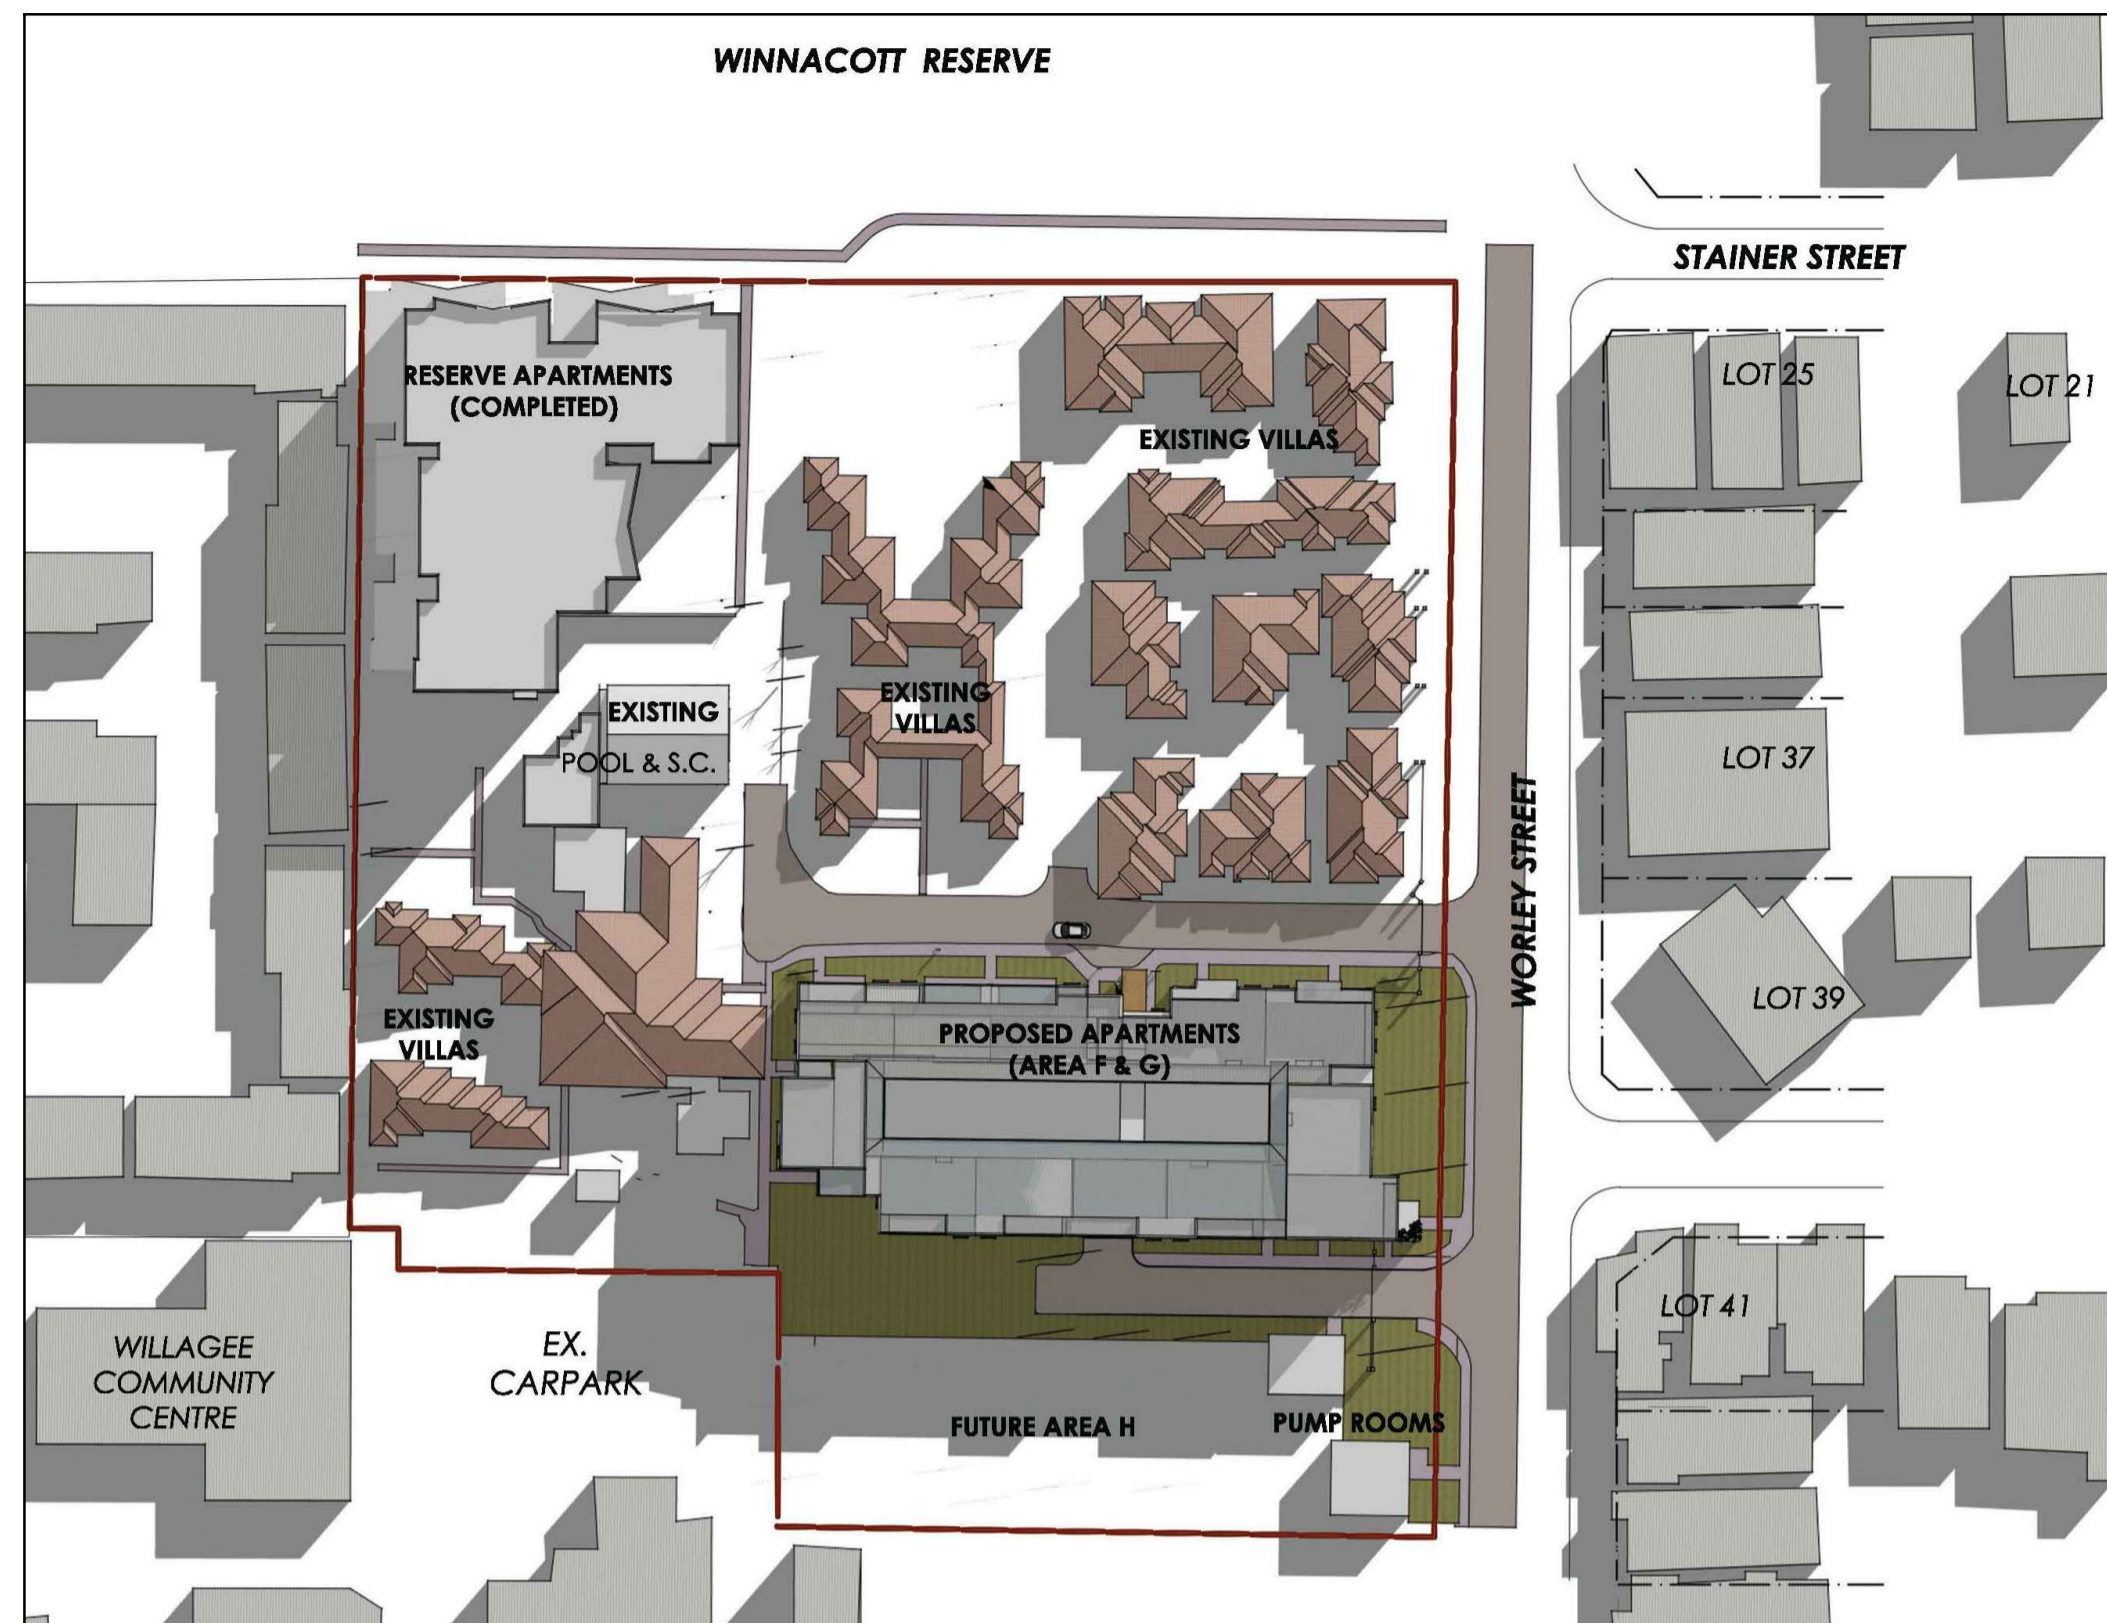 WINNACOTT RESERVE
STAINER STREET
RESERVE APARTMENTS
(COMPLETED)
LOT 25
LOT 21
EXISTING VILLAS
EXISTING
VILLAS
EXISTING
POOL & S.C.
LOT 37
WORLEY STREET
LOT 39
EXISTING
VILLAS
PROPOSED APARTMENTS
(AREA F & G)
LOT 41
WILLAGEE
COMMUNITY
CENTRE
EX.
CARPARK
FUTURE AREA H
PUMP ROOMS